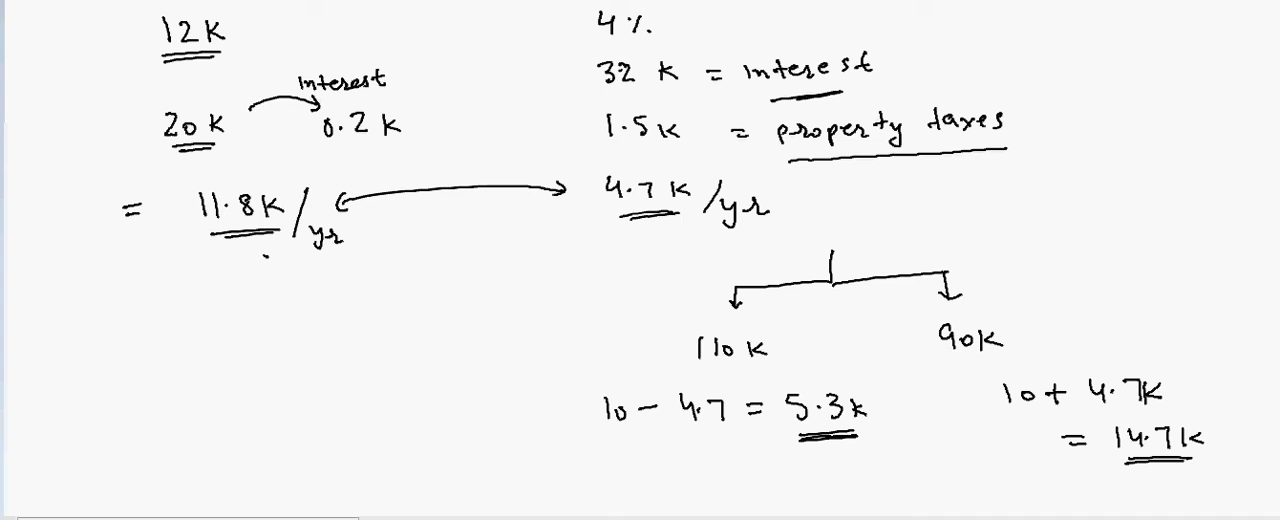 12K
20K
Interest
0.2K
= 11.8K/yr
4%.
32 K = Interest
1.5K = property taxes
4.7K/yr
110K
90K
10 - 4.7 = 5.3K
10 + 4.7K
= 14.7K